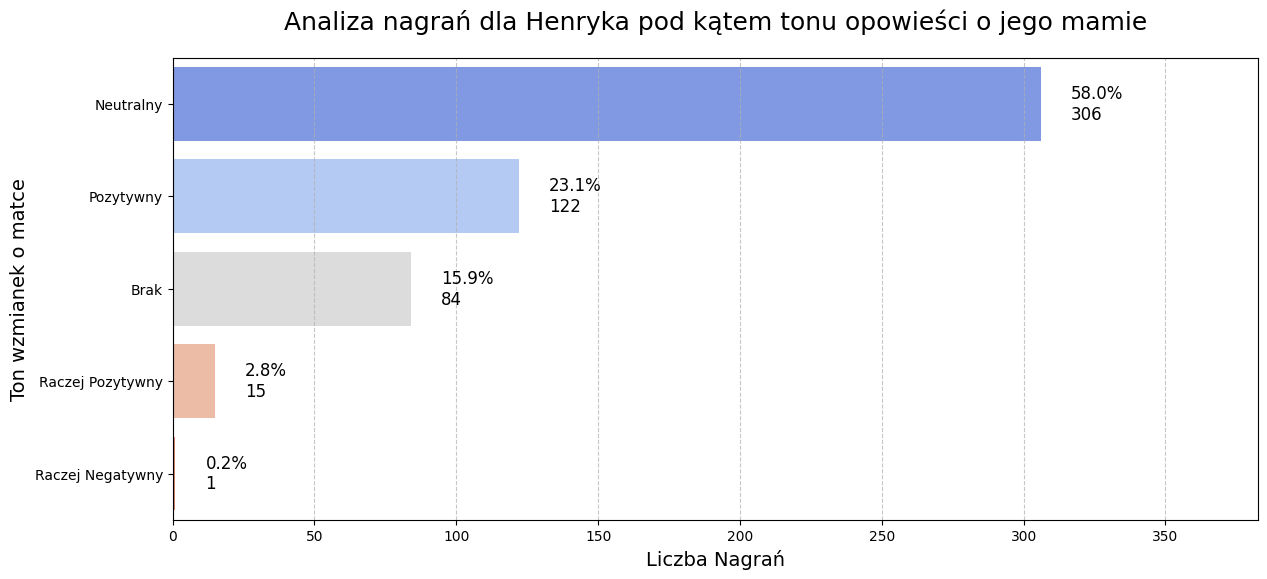 Analiza nagrań dla Henryka pod kątem tonu opowieści o jego mamie
Ton wzmianek o matce
Neutralny
58.0%
306
Pozytywny
23.1%
122
Brak
15.9%
84
Raczej Pozytywny
2.8%
15
Raczej Negatywny
0.2%
1
0 50 100 150 200 250 300 350
Liczba Nagrań